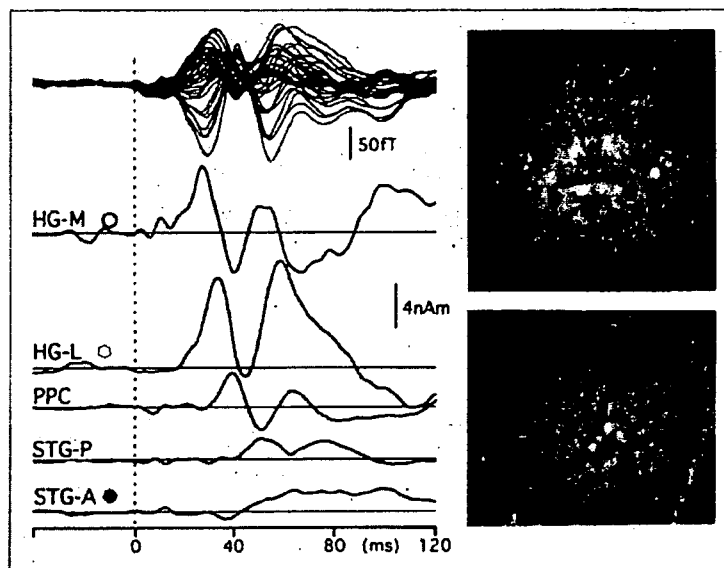 50fT
HG-M
4nAm
HG-L
PPC
STG-P
STG-A
0 40 80 (ms) 120